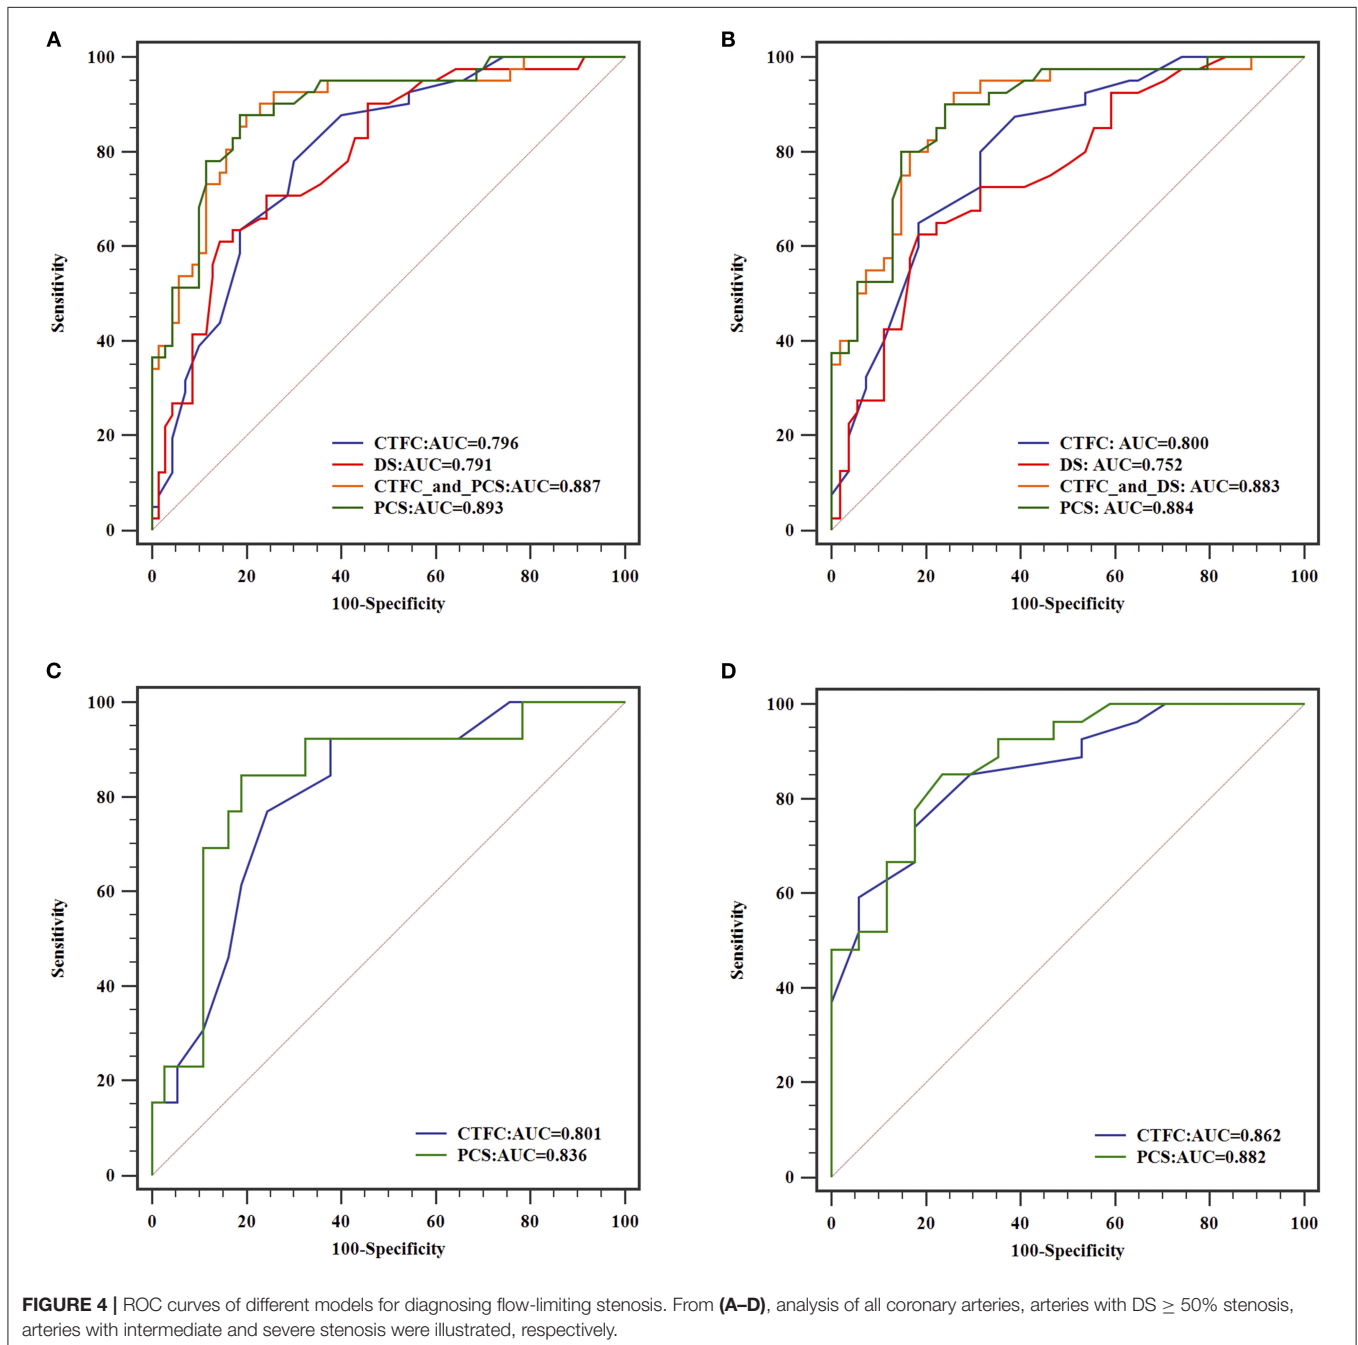 A
100
80
60
40
20
0
Sensitivity
CTFC:AUC=0.796
DS:AUC=0.791
CTFC_and_PCS:AUC=0.887
PCS:AUC=0.893
0 20 40 60 80 100
100-Specificity
B
100
80
60
40
20
0
Sensitivity
CTFC: AUC=0.800
DS: AUC=0.752
CTFC_and_DS: AUC=0.883
PCS: AUC=0.884
0 20 40 60 80 100
100-Specificity
C
100
80
60
40
20
0
Sensitivity
CTFC:AUC=0.801
PCS:AUC=0.836
0 20 40 60 80 100
100-Specificity
D
100
80
60
40
20
0
Sensitivity
CTFC:AUC=0.862
PCS:AUC=0.882
0 20 40 60 80 100
100-Specificity
FIGURE 4 | ROC curves of different models for diagnosing flow-limiting stenosis. From (A–D), analysis of all coronary arteries, arteries with DS ≥ 50% stenosis,
arteries with intermediate and severe stenosis were illustrated, respectively.